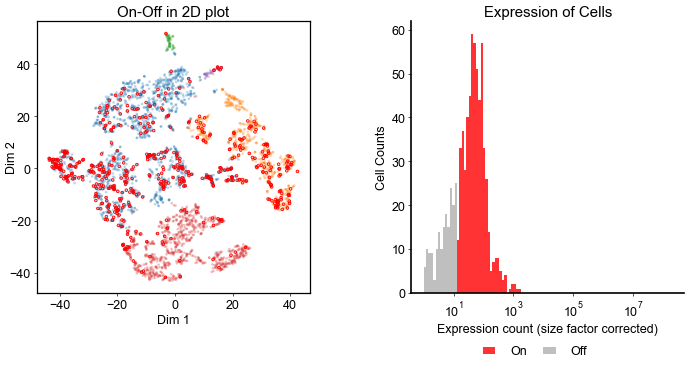 On-Off in 2D plot
Expression of Cells
Dim 2
40
20
0
−20
−40
−40 −20 0 20 40
Dim 1
Cell Counts
60
50
40
30
20
10
0
10^1 10^3 10^5 10^7
Expression count (size factor corrected)
On Off